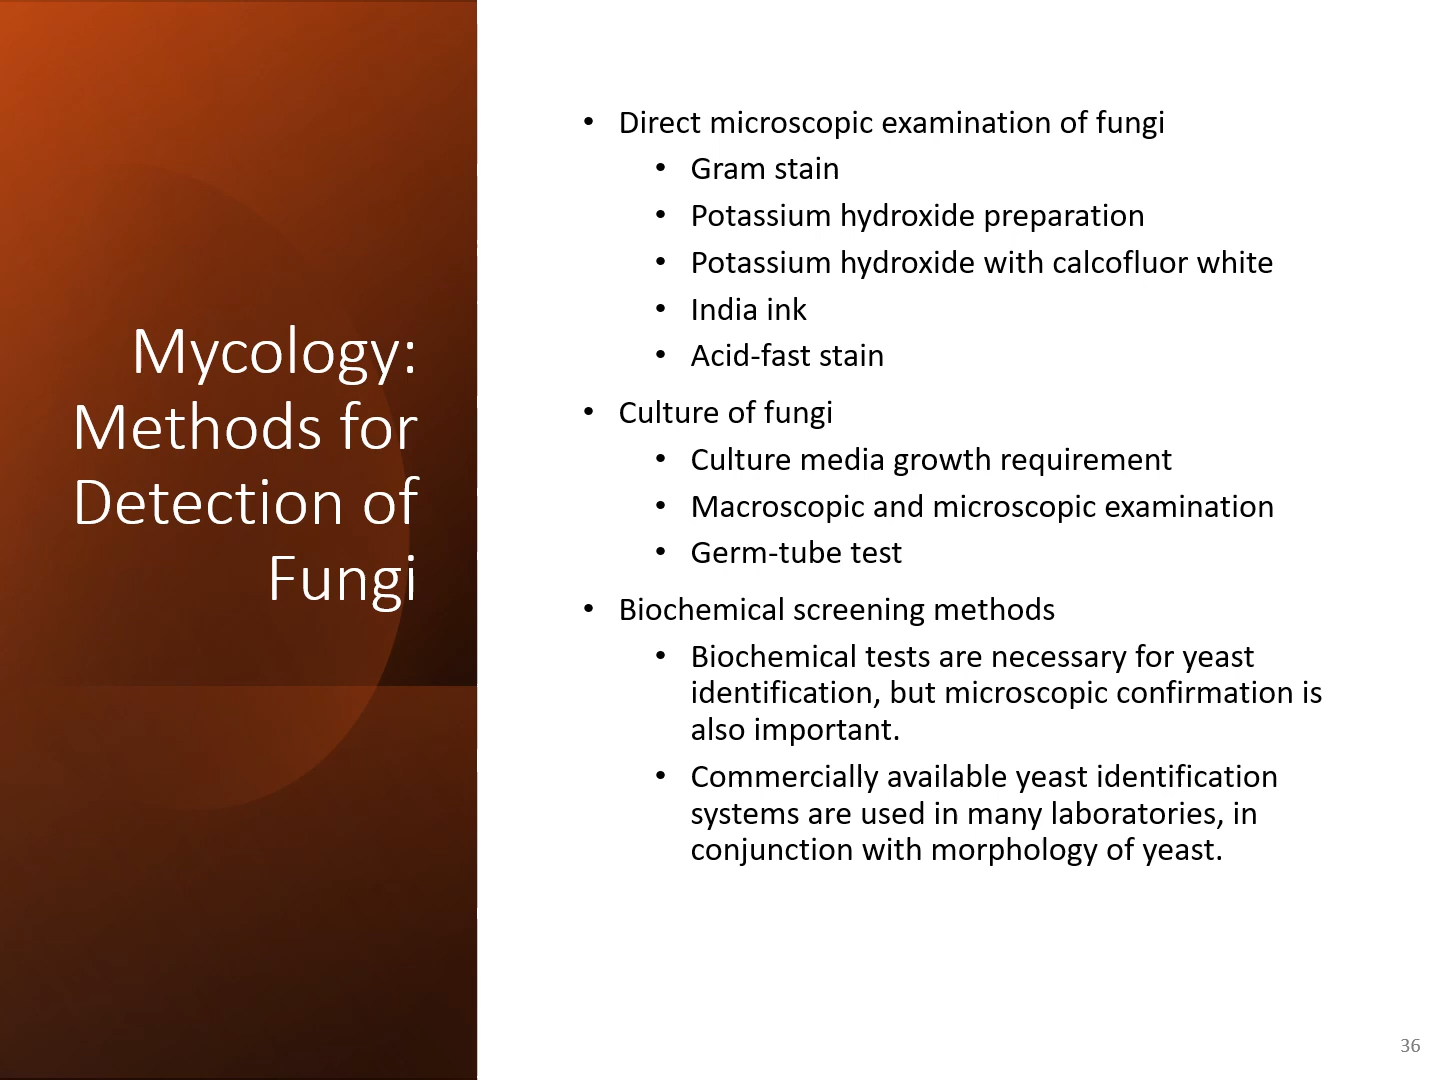 Mycology:
Methods for
Detection of
Fungi
• Direct microscopic examination of fungi
• Gram stain
• Potassium hydroxide preparation
• Potassium hydroxide with calcofluor white
• India ink
• Acid-fast stain
• Culture of fungi
• Culture media growth requirement
• Macroscopic and microscopic examination
• Germ-tube test
• Biochemical screening methods
• Biochemical tests are necessary for yeast
identification, but microscopic confirmation is
also important.
• Commercially available yeast identification
systems are used in many laboratories, in
conjunction with morphology of yeast.
36